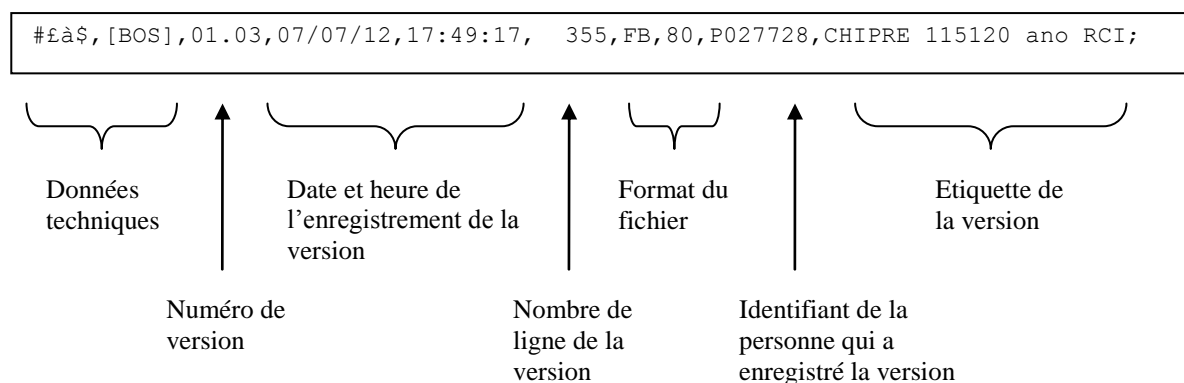 #£à$,[BOS],01.03,07/07/12,17:49:17,  355,FB,80,P027728,CHIPRE 115120 ano RCI;
Données
techniques
Date et heure de
l’enregistrement de la
version
Format du
fichier
Etiquette de
la version
Numéro de
version
Nombre de
ligne de la
version
Identifiant de la
personne qui a
enregistré la version